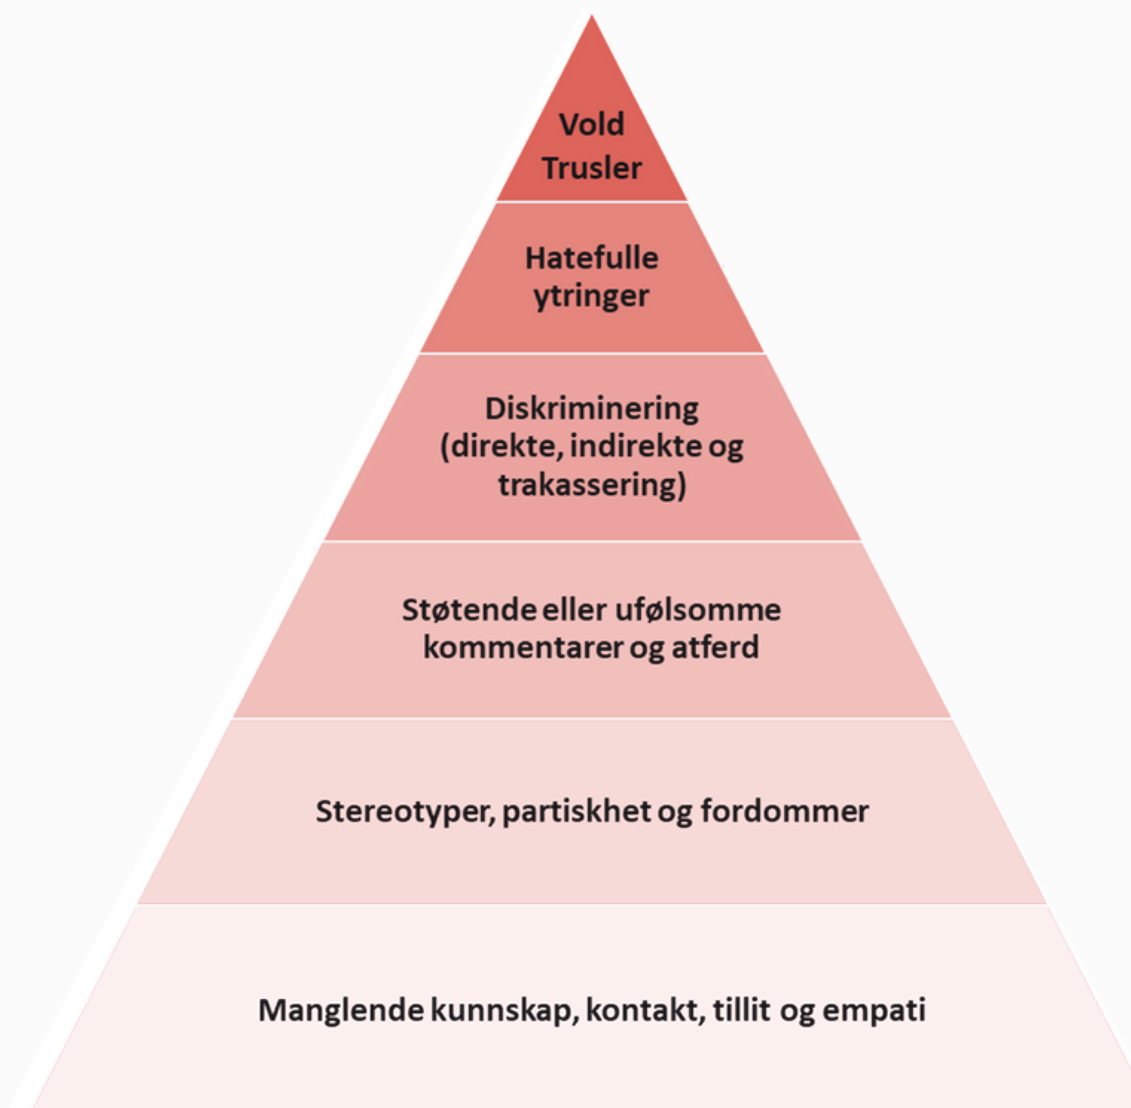 Vold
Trusler
Hatefulle
ytringer
Diskriminering
(direkte, indirekte og
trakassering)
Støtende eller ufølsomme
kommentarer og atferd
Stereotyper, partiskhet og fordommer
Manglende kunnskap, kontakt, tillit og empati